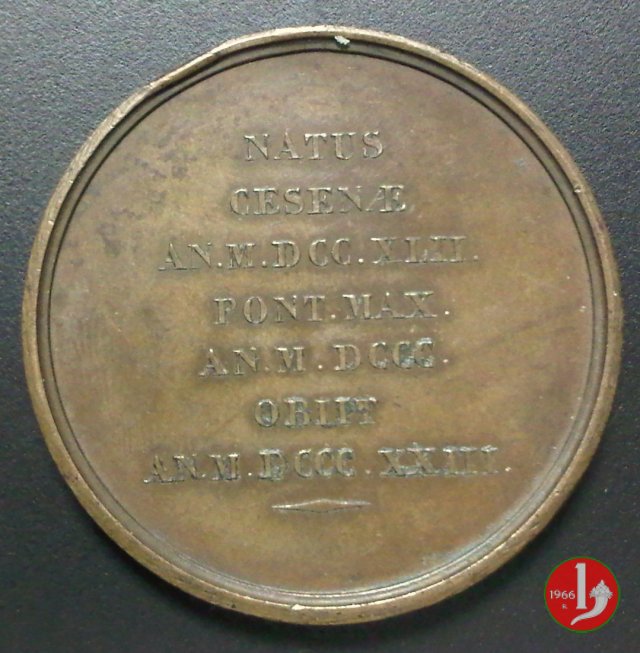 NATUS
CESENÆ
AN.M.DCC.XLII.
PONT.MAX.
AN.M.DCCC.
OBIIT
AN.M.DCCC.XXIII.
1966
R.